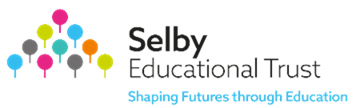 Selby
Educational Trust
Shaping Futures through Education